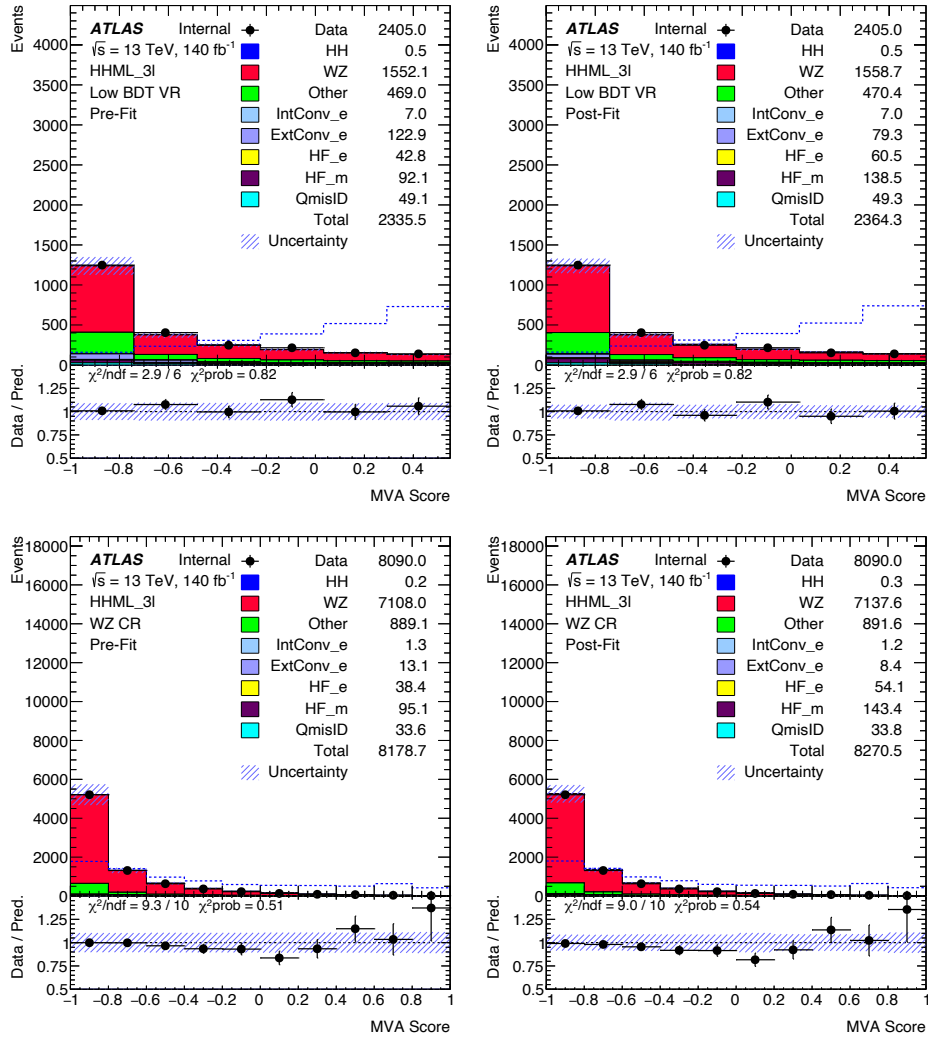 Events
ATLAS Internal
√s = 13 TeV, 140 fb⁻¹
HHML_3l
Low BDT VR
Pre-Fit
Data 2405.0
HH 0.5
WZ 1552.1
Other 469.0
IntConv_e 7.0
ExtConv_e 122.9
HF_e 42.8
HF_m 92.1
QmisID 49.1
Total 2335.5
Uncertainty
4000
3500
3000
2500
2000
1500
1000
500
0
χ²/ndf = 2.9 / 6 χ²prob = 0.82
Data / Pred.
1.25
1
0.75
0.5
−1 −0.8 −0.6 −0.4 −0.2 0 0.2 0.4
MVA Score
Events
ATLAS Internal
√s = 13 TeV, 140 fb⁻¹
HHML_3l
Low BDT VR
Post-Fit
Data 2405.0
HH 0.5
WZ 1558.7
Other 470.4
IntConv_e 7.0
ExtConv_e 79.3
HF_e 60.5
HF_m 138.5
QmisID 49.3
Total 2364.3
Uncertainty
4000
3500
3000
2500
2000
1500
1000
500
0
χ²/ndf = 2.9 / 6 χ²prob = 0.82
Data / Pred.
1.25
1
0.75
0.5
−1 −0.8 −0.6 −0.4 −0.2 0 0.2 0.4
MVA Score
Events
ATLAS Internal
√s = 13 TeV, 140 fb⁻¹
HHML_3l
WZ CR
Pre-Fit
Data 8090.0
HH 0.2
WZ 7108.0
Other 889.1
IntConv_e 1.3
ExtConv_e 13.1
HF_e 38.4
HF_m 95.1
QmisID 33.6
Total 8178.7
Uncertainty
18000
16000
14000
12000
10000
8000
6000
4000
2000
0
χ²/ndf = 9.3 / 10 χ²prob = 0.51
Data / Pred.
1.25
1
0.75
0.5
−1 −0.8 −0.6 −0.4 −0.2 0 0.2 0.4 0.6 0.8 1
MVA Score
Events
ATLAS Internal
√s = 13 TeV, 140 fb⁻¹
HHML_3l
WZ CR
Post-Fit
Data 8090.0
HH 0.3
WZ 7137.6
Other 891.6
IntConv_e 1.2
ExtConv_e 8.4
HF_e 54.1
HF_m 143.4
QmisID 33.8
Total 8270.5
Uncertainty
18000
16000
14000
12000
10000
8000
6000
4000
2000
0
χ²/ndf = 9.0 / 10 χ²prob = 0.54
Data / Pred.
1.25
1
0.75
0.5
−1 −0.8 −0.6 −0.4 −0.2 0 0.2 0.4 0.6 0.8 1
MVA Score